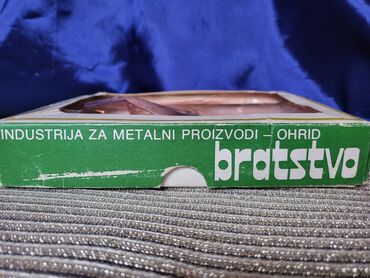 INDUSTRIJA ZA METALNI PROIZVODI – OHRID
bratstvo